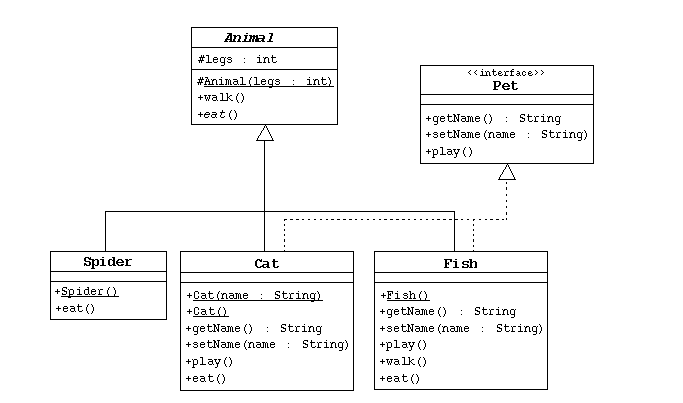 Animal
#legs : int
#Animal(legs : int)
+walk()
+eat()
<<interface>>
Pet
+getName() : String
+setName(name : String)
+play()
Spider
+Spider()
+eat()
Cat
+Cat(name : String)
+Cat()
+getName() : String
+setName(name : String)
+play()
+eat()
Fish
+Fish()
+getName() : String
+setName(name : String)
+play()
+walk()
+eat()